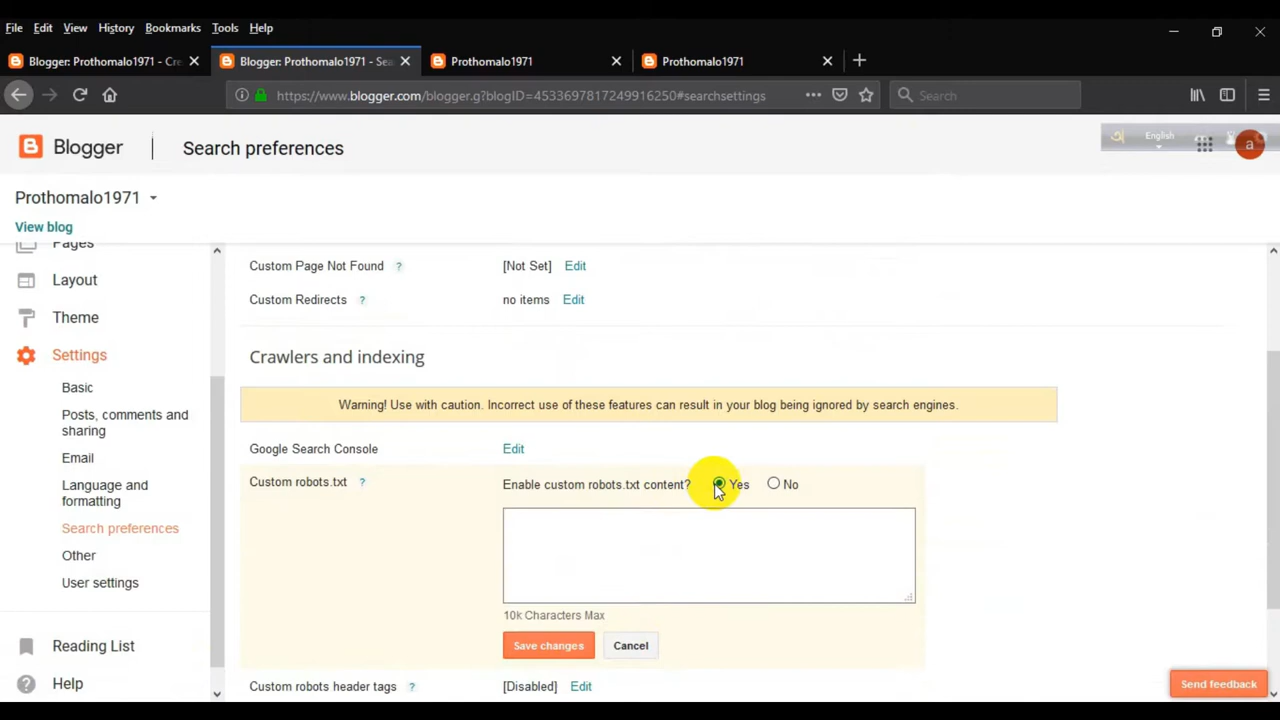 File Edit View History Bookmarks Tools Help
Blogger: Prothomalo1971 - Cre
Blogger: Prothomalo1971 - Sea
Prothomalo1971
Prothomalo1971
https://www.blogger.com/blogger.g?blogID=4533697817249916250#searchsettings
Search
Blogger
Search preferences
অ
English
a
Prothomalo1971
View blog
Pages
Layout
Theme
Settings
Basic
Posts, comments and
sharing
Email
Language and
formatting
Search preferences
Other
User settings
Reading List
Help
Custom Page Not Found ? [Not Set] Edit
Custom Redirects ? no items Edit
Crawlers and indexing
Warning! Use with caution. Incorrect use of these features can result in your blog being ignored by search engines.
Google Search Console Edit
Custom robots.txt ? Enable custom robots.txt content? Yes No
10k Characters Max
Save changes Cancel
Custom robots header tags ? [Disabled] Edit
Send feedback